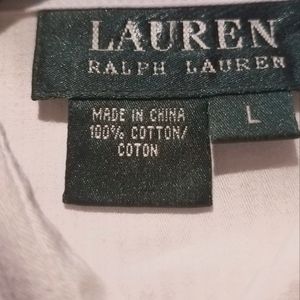 LAUREN
RALPH LAUREN
L
MADE IN CHINA
100% COTTON/
COTON